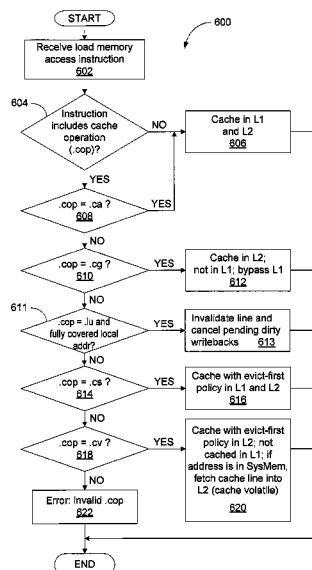 START
600
Receive load memory
access instruction
602
604
Instruction
includes cache
operation
(.cop)?
NO
Cache in L1
and L2
606
YES
.cop = .ca ?
608
YES
NO
.cop = .cg ?
610
YES
Cache in L2;
not in L1; bypass L1
612
NO
611
.cop = .lu and
fully covered local
addr?
YES
Invalidate line and
cancel pending dirty
writebacks 613
NO
.cop = .cs ?
614
YES
Cache with evict-first
policy in L1 and L2
616
NO
.cop = .cv ?
618
YES
Cache with evict-first
policy in L2; not
cached in L1; if
address is in SysMem,
fetch cache line into
L2 (cache volatile)
620
NO
Error: Invalid .cop
622
END